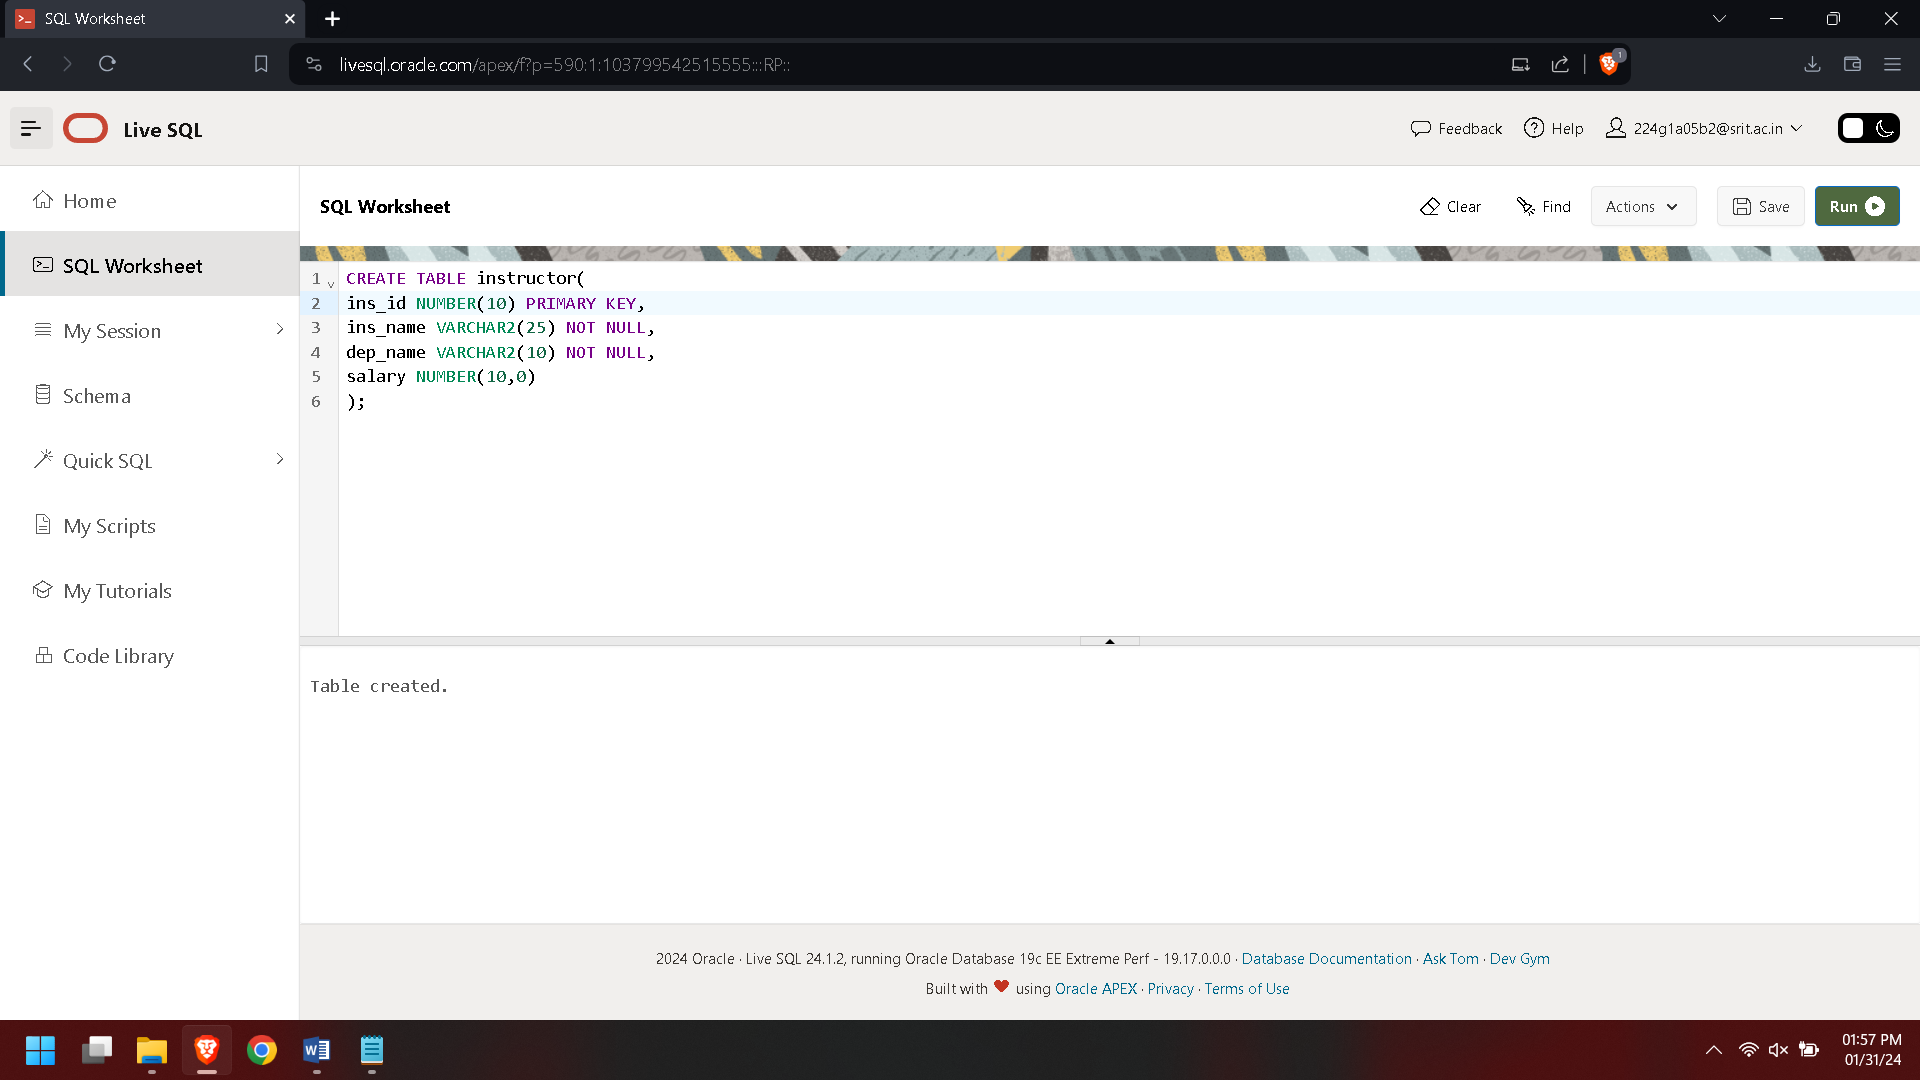 SQL Worksheet
livesql.oracle.com/apex/f?p=590:1:103799542515555:::RP::
1
Live SQL
Feedback
Help
224g1a05b2@srit.ac.in
Home
SQL Worksheet
My Session
Schema
Quick SQL
My Scripts
My Tutorials
Code Library
SQL Worksheet
Clear
Find
Actions
Save
Run
1 CREATE TABLE instructor(
2 ins_id NUMBER(10) PRIMARY KEY,
3 ins_name VARCHAR2(25) NOT NULL,
4 dep_name VARCHAR2(10) NOT NULL,
5 salary NUMBER(10,0)
6 );
Table created.
2024 Oracle · Live SQL 24.1.2, running Oracle Database 19c EE Extreme Perf - 19.17.0.0.0 · Database Documentation · Ask Tom · Dev Gym
Built with ❤ using Oracle APEX · Privacy · Terms of Use
01:57 PM
01/31/24